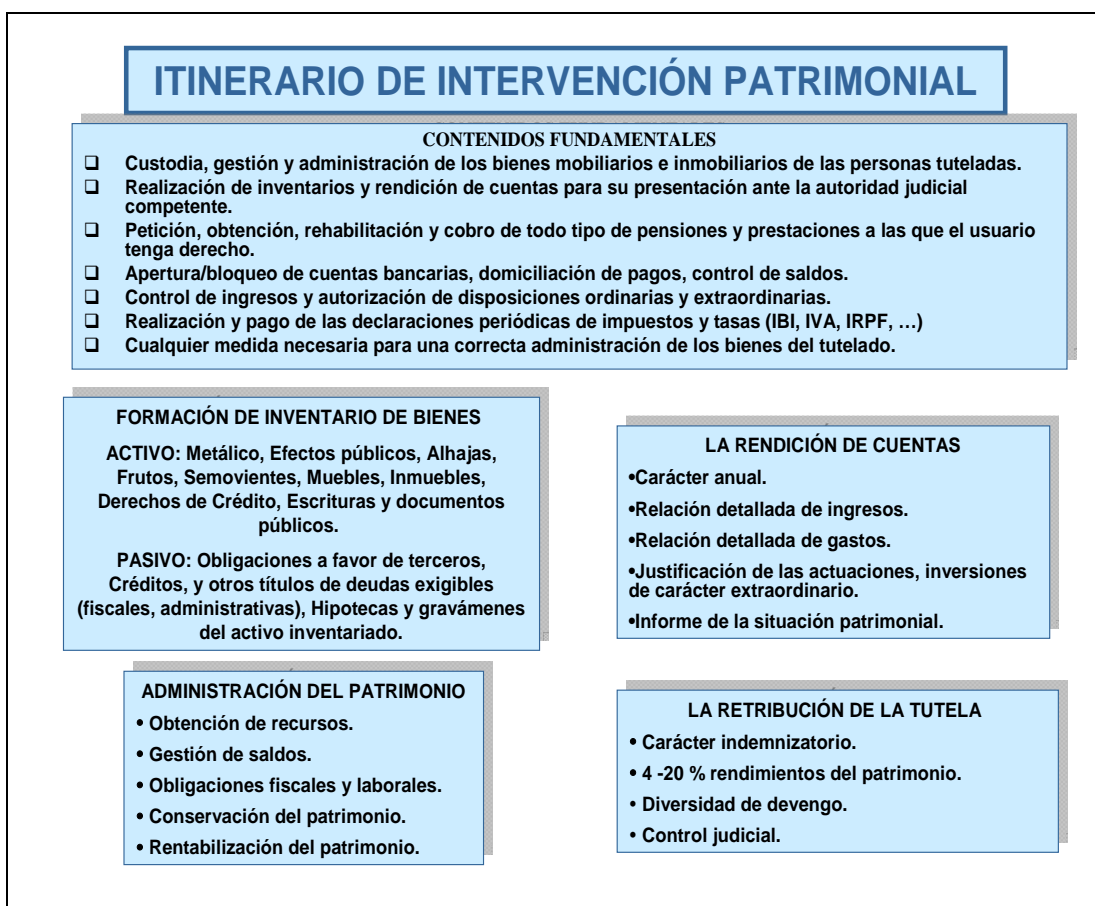 ITINERARIO DE INTERVENCIÓN PATRIMONIAL
CONTENIDOS FUNDAMENTALES
❑ Custodia, gestión y administración de los bienes mobiliarios e inmobiliarios de las personas tuteladas.
❑ Realización de inventarios y rendición de cuentas para su presentación ante la autoridad judicial
competente.
❑ Petición, obtención, rehabilitación y cobro de todo tipo de pensiones y prestaciones a las que el usuario
tenga derecho.
❑ Apertura/bloqueo de cuentas bancarias, domiciliación de pagos, control de saldos.
❑ Control de ingresos y autorización de disposiciones ordinarias y extraordinarias.
❑ Realización y pago de las declaraciones periódicas de impuestos y tasas (IBI, IVA, IRPF, …)
❑ Cualquier medida necesaria para una correcta administración de los bienes del tutelado.
FORMACIÓN DE INVENTARIO DE BIENES
ACTIVO: Metálico, Efectos públicos, Alhajas,
Frutos, Semovientes, Muebles, Inmuebles,
Derechos de Crédito, Escrituras y documentos
públicos.
PASIVO: Obligaciones a favor de terceros,
Créditos, y otros títulos de deudas exigibles
(fiscales, administrativas), Hipotecas y gravámenes
del activo inventariado.
LA RENDICIÓN DE CUENTAS
•Carácter anual.
•Relación detallada de ingresos.
•Relación detallada de gastos.
•Justificación de las actuaciones, inversiones
de carácter extraordinario.
•Informe de la situación patrimonial.
ADMINISTRACIÓN DEL PATRIMONIO
• Obtención de recursos.
• Gestión de saldos.
• Obligaciones fiscales y laborales.
• Conservación del patrimonio.
• Rentabilización del patrimonio.
LA RETRIBUCIÓN DE LA TUTELA
• Carácter indemnizatorio.
• 4 -20 % rendimientos del patrimonio.
• Diversidad de devengo.
• Control judicial.